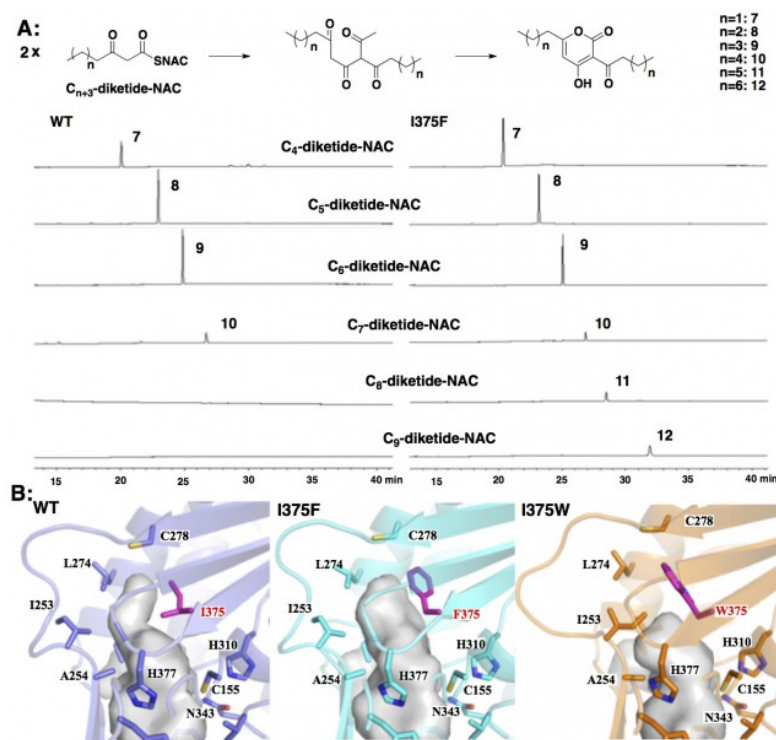 A:
2 x
O O
SNAC
n
Cn+3-diketide-NAC
n
O O
O O
n
n
O O
OH O
n
n=1: 7
n=2: 8
n=3: 9
n=4: 10
n=5: 11
n=6: 12
WT
I375F
7
C4-diketide-NAC
7
8
C5-diketide-NAC
8
9
C6-diketide-NAC
9
10
C7-diketide-NAC
10
C8-diketide-NAC
11
C9-diketide-NAC
12
15 20 25 30 35 40 min
15 20 25 30 35 40 min
B:
WT
C278
L274
I375
I253
H310
A254
H377
C155
N343
I375F
C278
L274
F375
I253
H310
A254
H377
C155
N343
I375W
C278
L274
W375
I253
H310
A254
H377
C155
N343